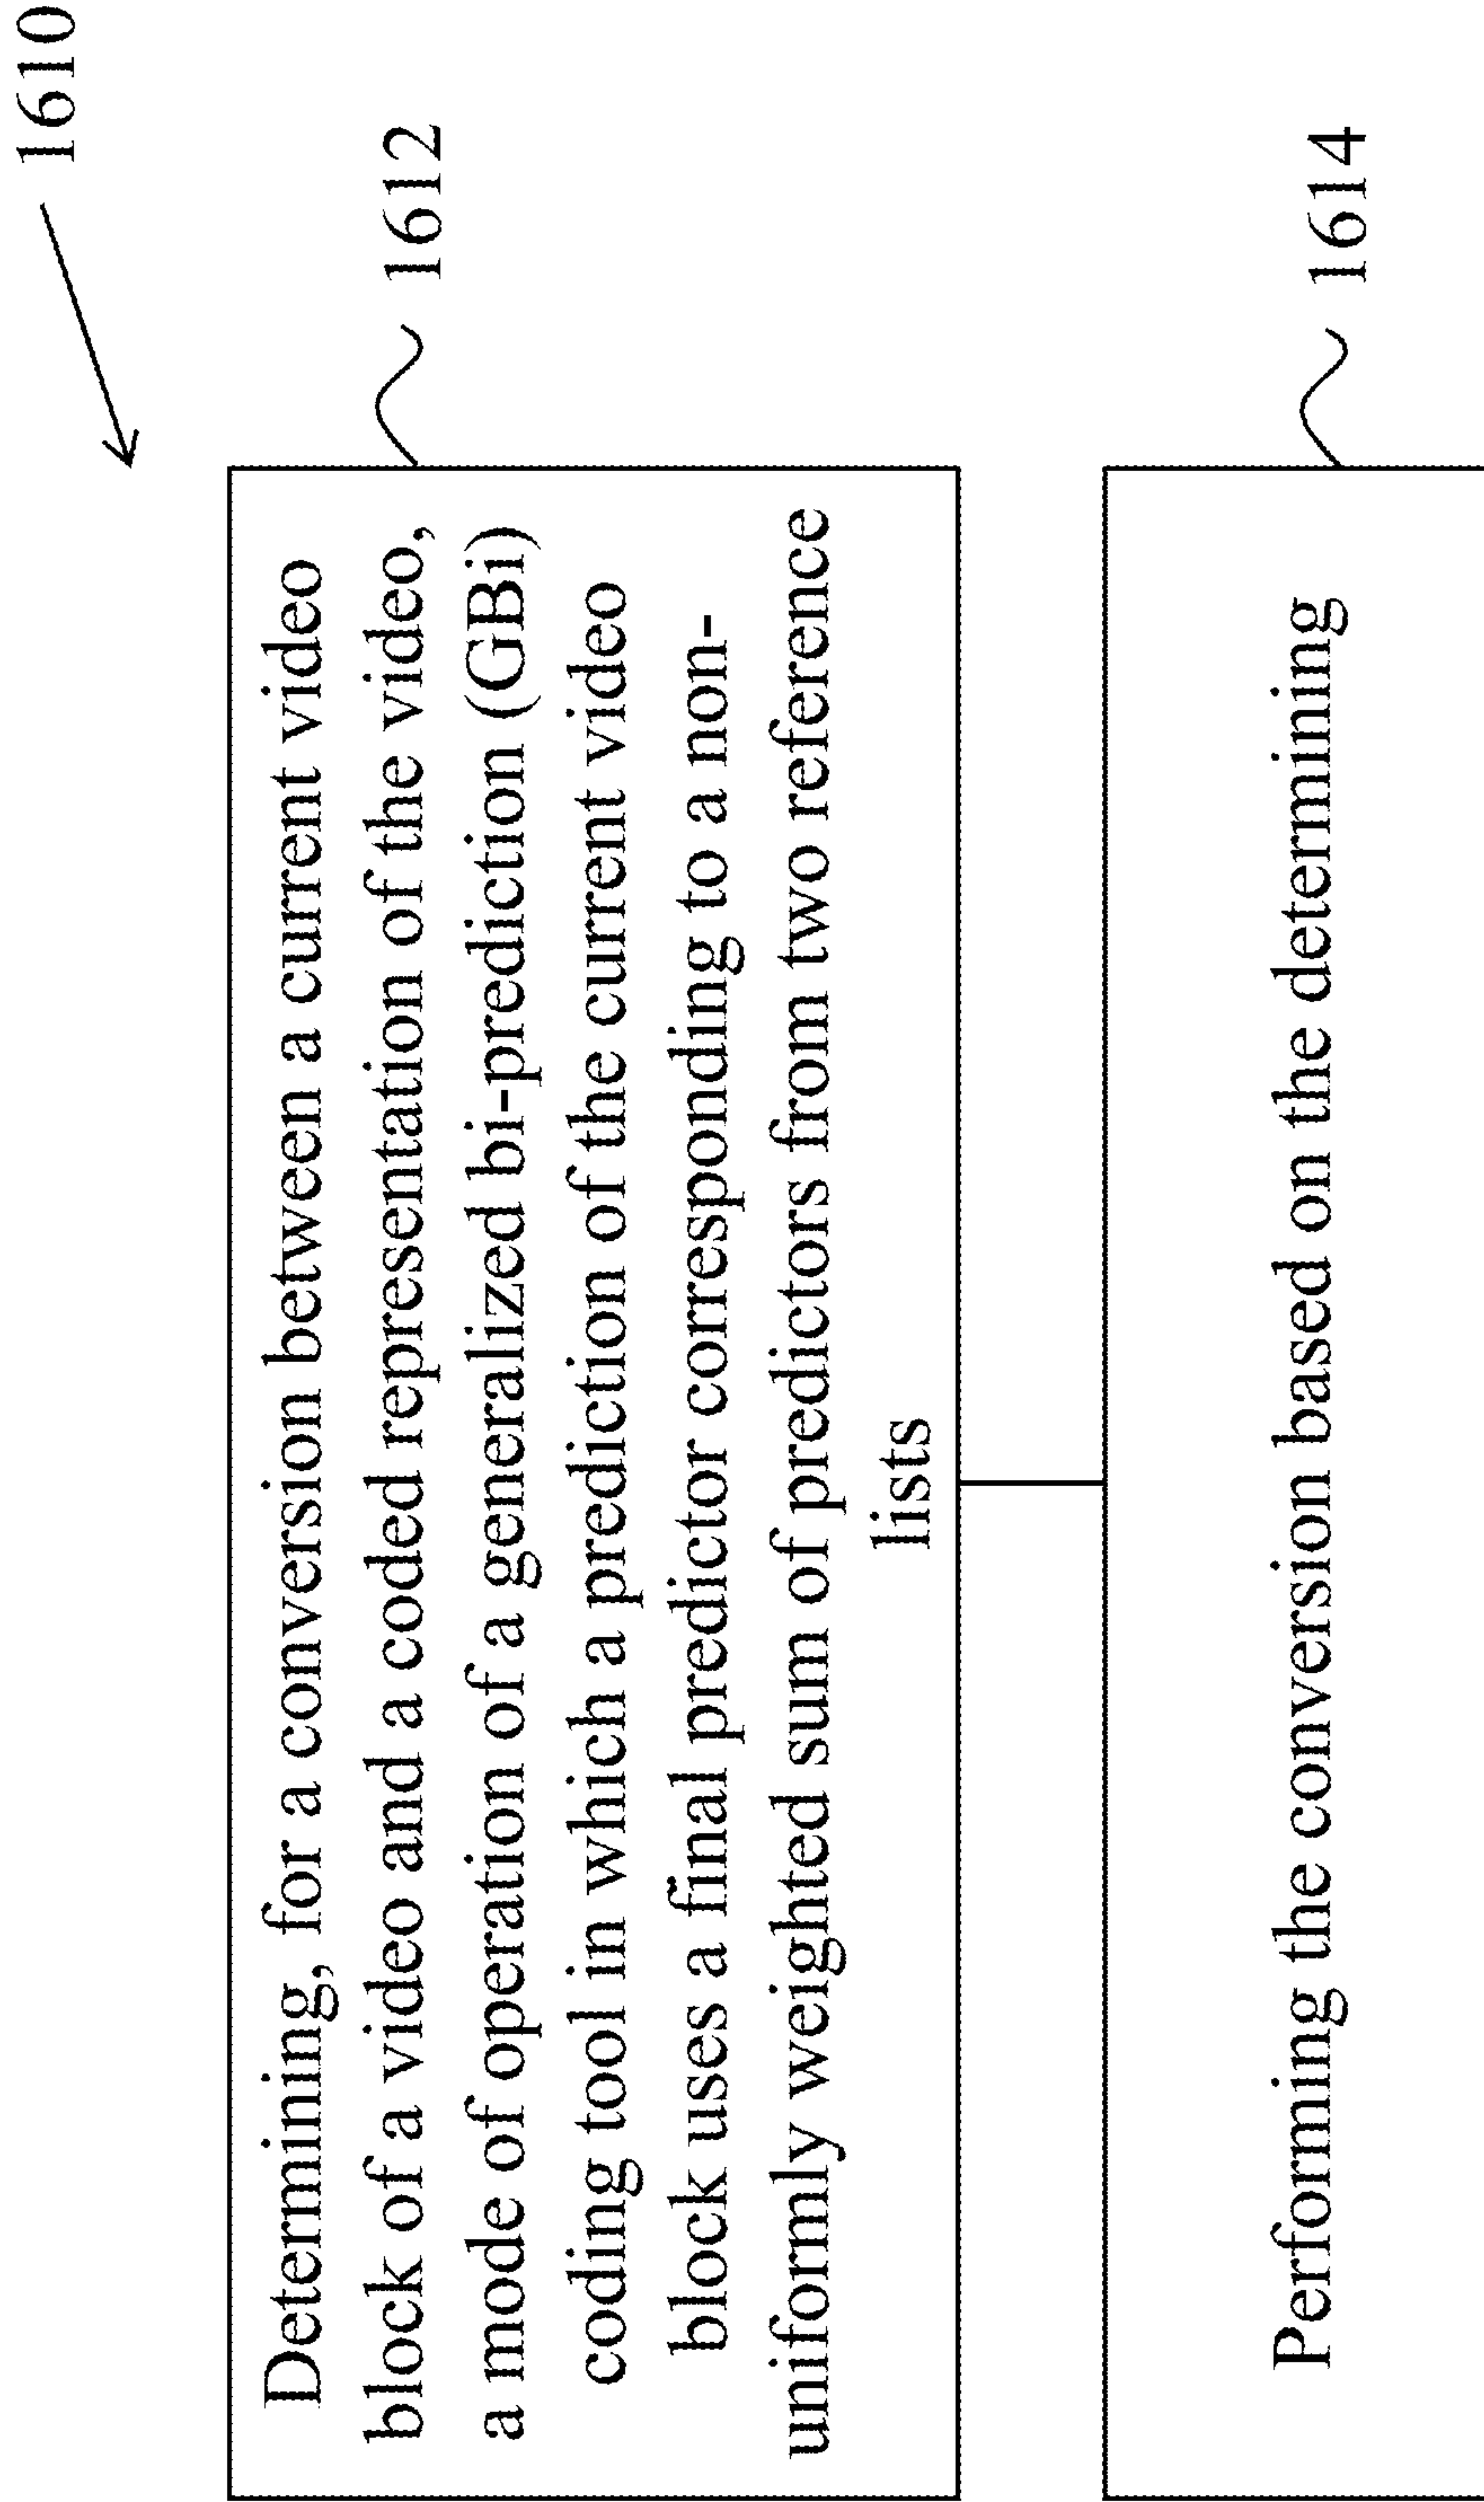 1610
Determining, for a conversion between a current video
block of a video and a coded representation of the video,
a mode of operation of a generalized bi-prediction (GBi)
coding tool in which a prediction of the current video
block uses a final predictor corresponding to a non-
uniformly weighted sum of predictors from two reference
lists
1612
Performing the conversion based on the determining
1614